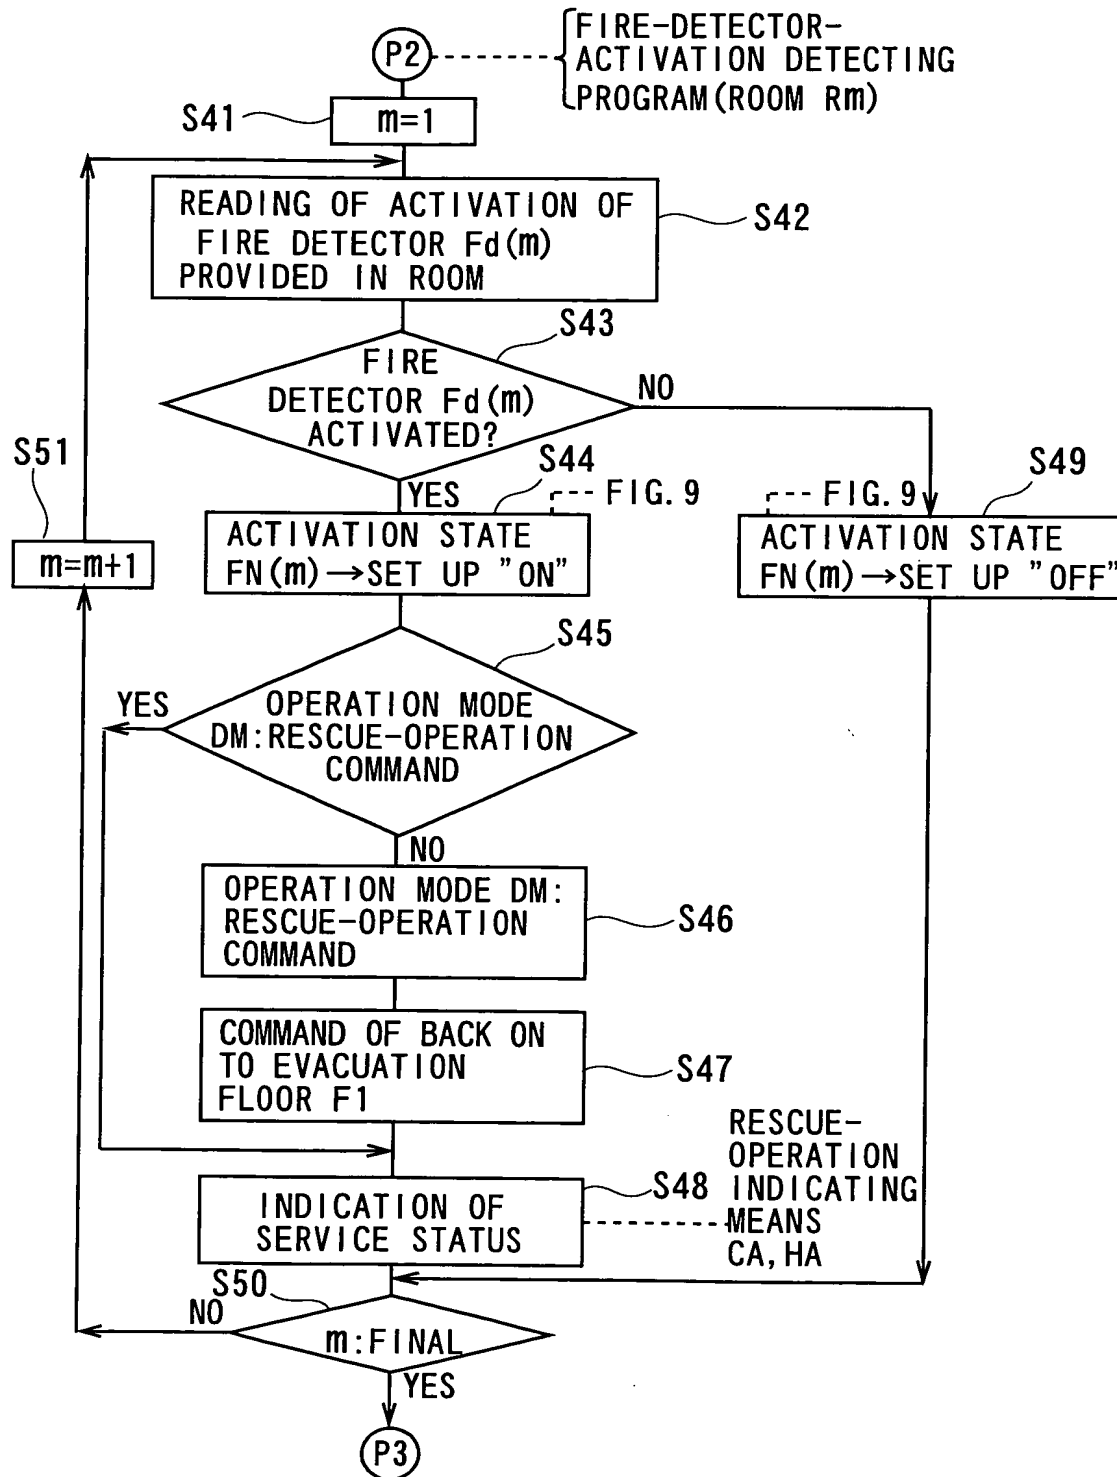 P2
FIRE-DETECTOR-
ACTIVATION DETECTING
PROGRAM(ROOM Rm)
S41
m=1
READING OF ACTIVATION OF
FIRE DETECTOR Fd(m)
PROVIDED IN ROOM
S42
S43
FIRE
DETECTOR Fd(m)
ACTIVATED?
NO
YES
S44
FIG.9
ACTIVATION STATE
FN(m)→SET UP "ON"
S49
FIG.9
ACTIVATION STATE
FN(m)→SET UP "OFF"
S51
m=m+1
S45
YES
OPERATION MODE
DM:RESCUE-OPERATION
COMMAND
NO
OPERATION MODE DM:
RESCUE-OPERATION
COMMAND
S46
COMMAND OF BACK ON
TO EVACUATION
FLOOR F1
S47
INDICATION OF
SERVICE STATUS
S48
RESCUE-
OPERATION
INDICATING
MEANS
CA,HA
S50
NO
m:FINAL
YES
P3